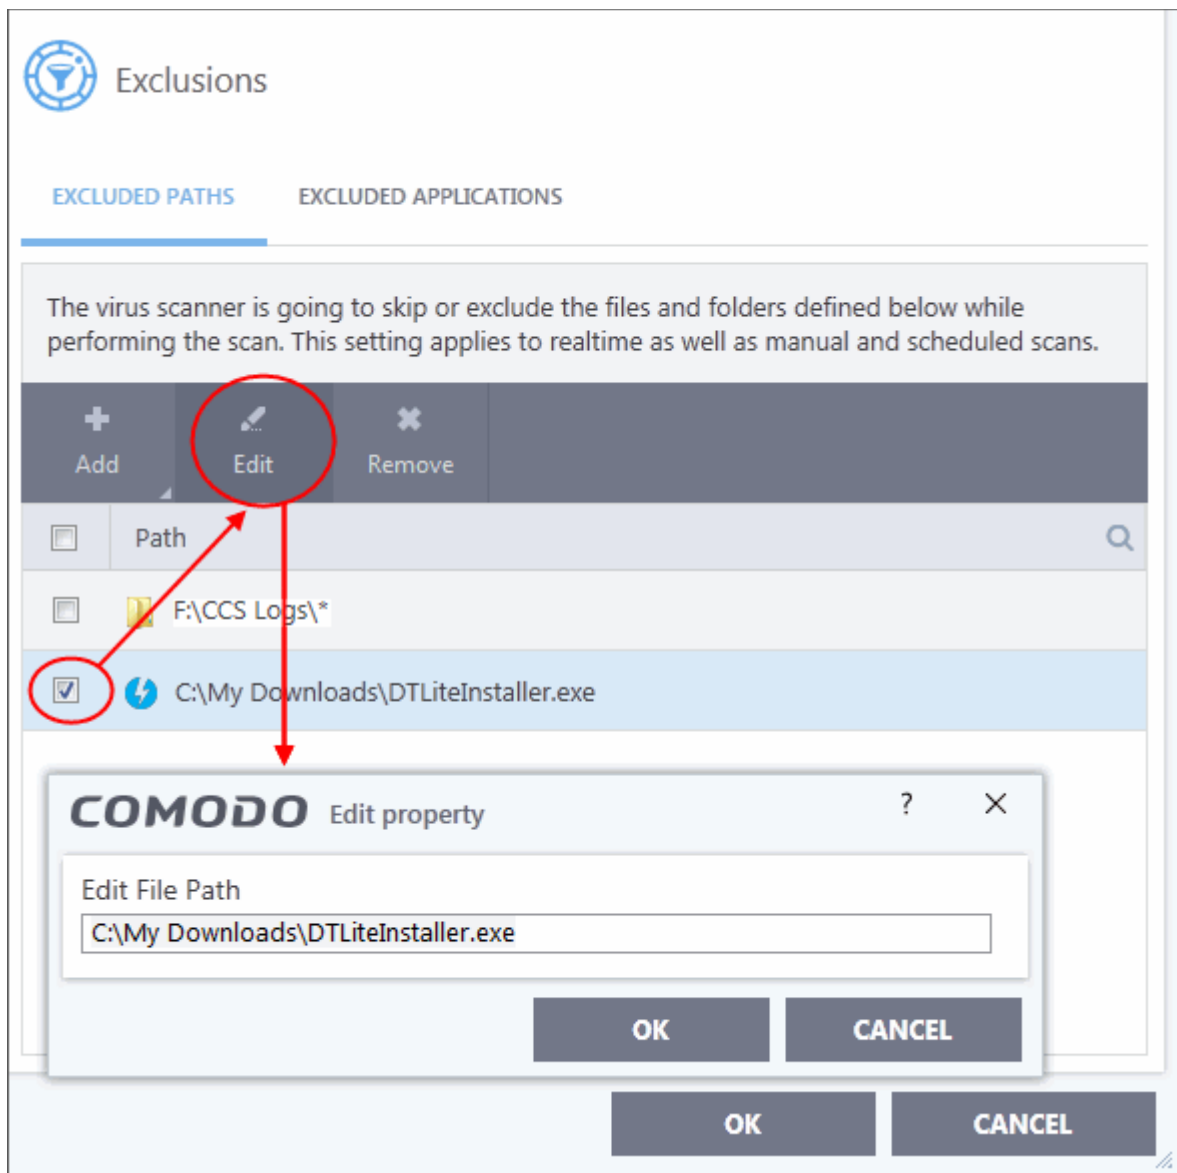 Exclusions
EXCLUDED PATHS EXCLUDED APPLICATIONS
The virus scanner is going to skip or exclude the files and folders defined below while
performing the scan. This setting applies to realtime as well as manual and scheduled scans.
Add Edit Remove
Path
F:\CCS Logs\*
C:\My Downloads\DTLiteInstaller.exe
COMODO Edit property ?
Edit File Path
C:\My Downloads\DTLiteInstaller.exe
OK CANCEL
OK CANCEL